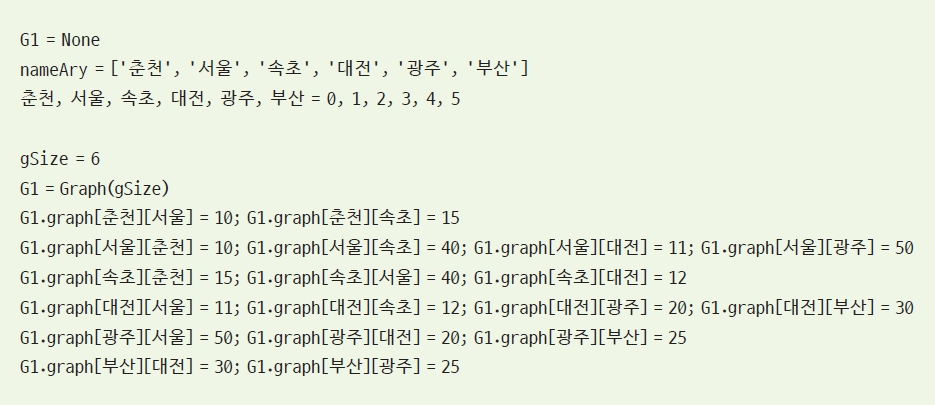 G1 = None
nameAry = ['춘천', '서울', '속초', '대전', '광주', '부산']
춘천, 서울, 속초, 대전, 광주, 부산 = 0, 1, 2, 3, 4, 5
gSize = 6
G1 = Graph(gSize)
G1.graph[춘천][서울] = 10; G1.graph[춘천][속초] = 15
G1.graph[서울][춘천] = 10; G1.graph[서울][속초] = 40; G1.graph[서울][대전] = 11; G1.graph[서울][광주] = 50
G1.graph[속초][춘천] = 15; G1.graph[속초][서울] = 40; G1.graph[속초][대전] = 12
G1.graph[대전][서울] = 11; G1.graph[대전][속초] = 12; G1.graph[대전][광주] = 20; G1.graph[대전][부산] = 30
G1.graph[광주][서울] = 50; G1.graph[광주][대전] = 20; G1.graph[광주][부산] = 25
G1.graph[부산][대전] = 30; G1.graph[부산][광주] = 25